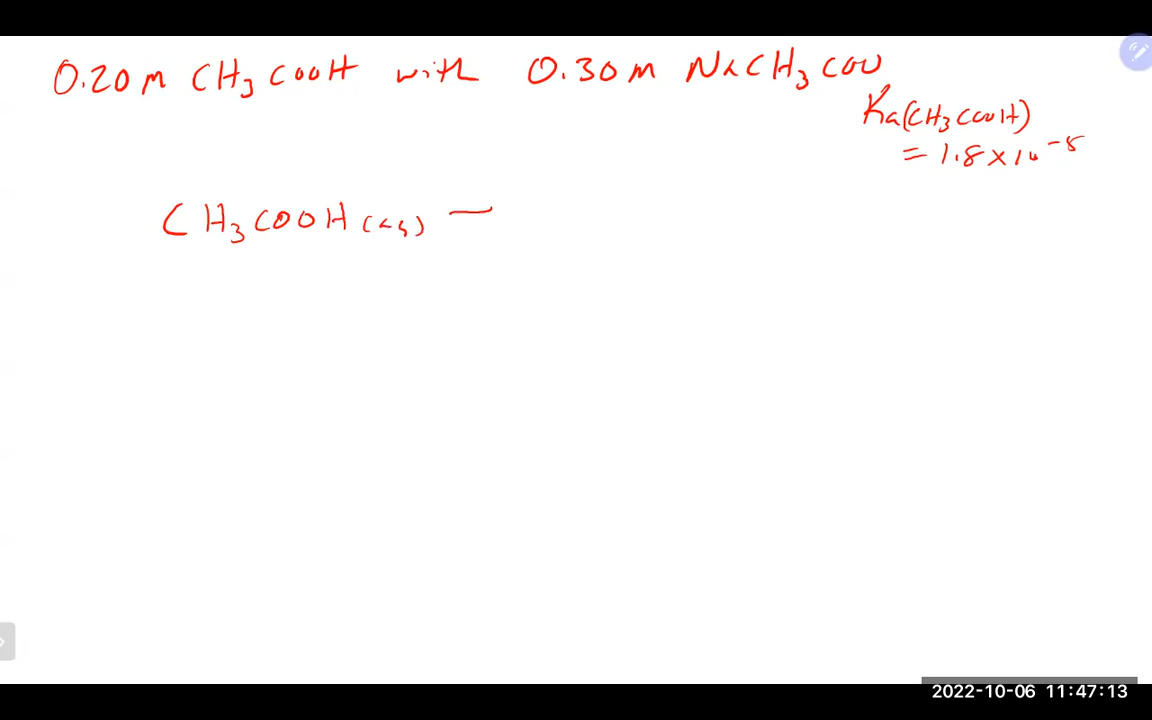 0.20 M CH3COOH with 0.30 M NaCH3COO
Ka(CH3COOH)
= 1.8 x 10-5
CH3COOH (aq)
2022-10-06 11:47:13